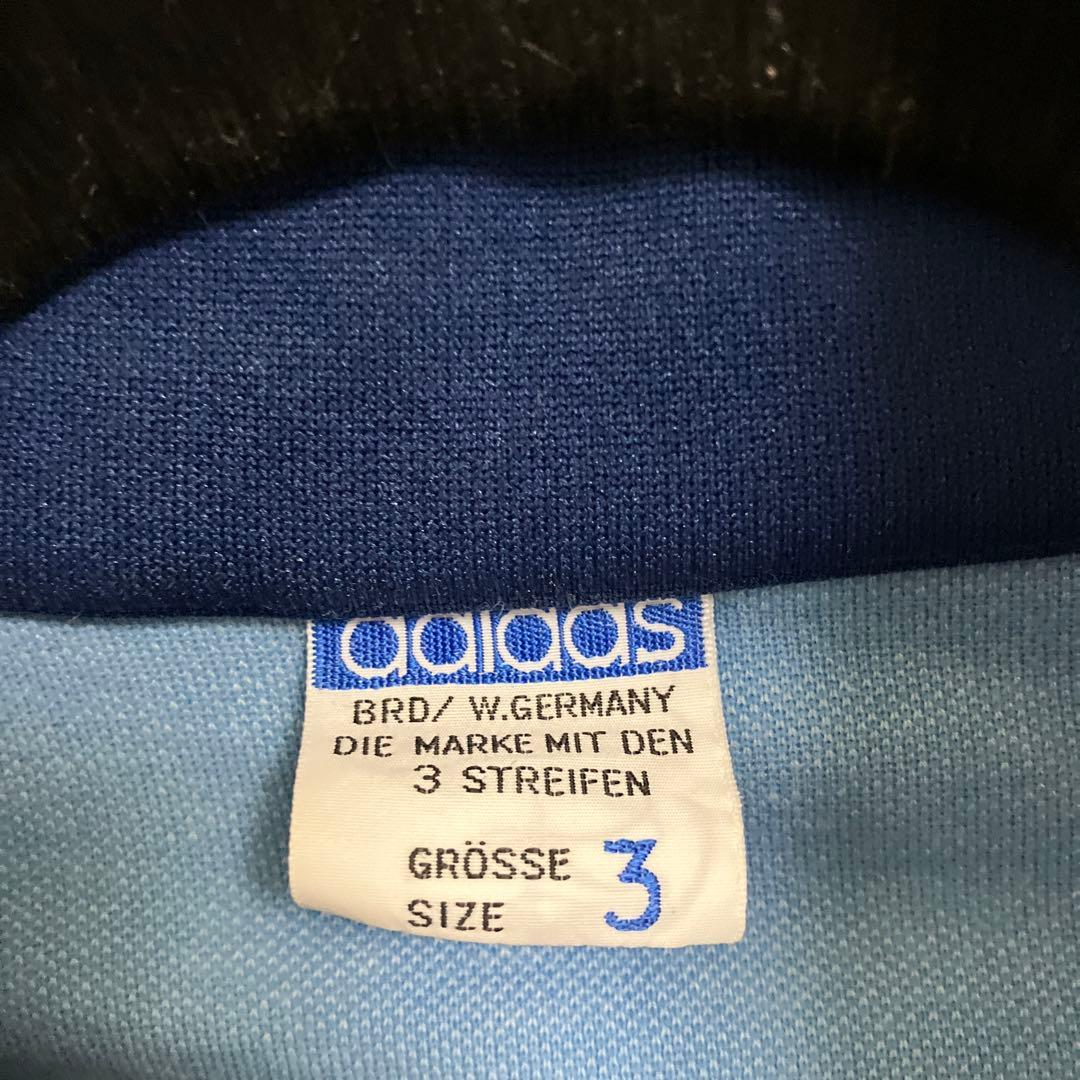 adidas
BRD/ W.GERMANY
DIE MARKE MIT DEN
3 STREIFEN
GRÖSSE 3
SIZE